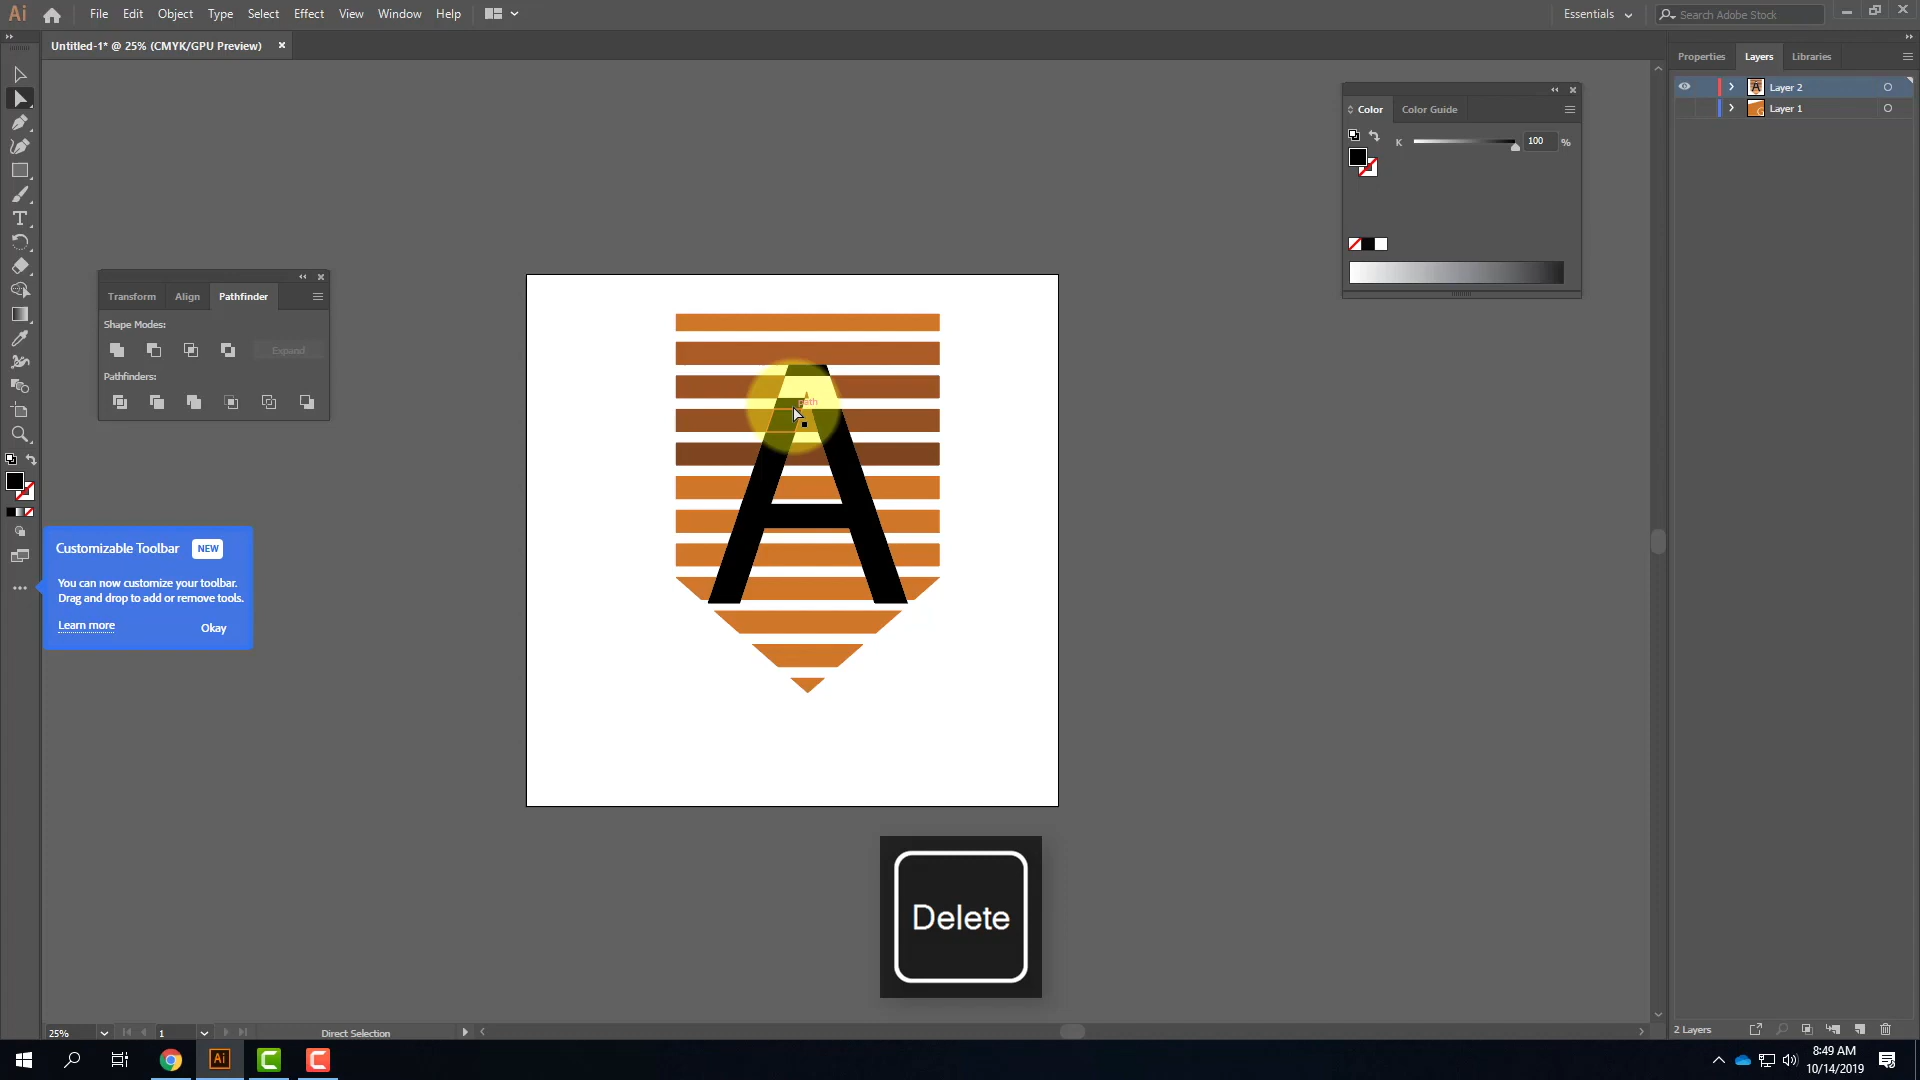 Ai File Edit Object Type Select Effect View Window Help Essentials Search Adobe Stock
Untitled-1* @ 25% (CMYK/GPU Preview)
Properties Layers Libraries
Layer 2
Layer 1
Color Color Guide
K 100 %
Transform Align Pathfinder
Shape Modes:
Expand
Pathfinders:
path
A
Customizable Toolbar NEW
You can now customize your toolbar.
Drag and drop to add or remove tools.
Learn more Okay
Delete
25% 1 Direct Selection
2 Layers
Ai
8:49 AM
10/14/2019